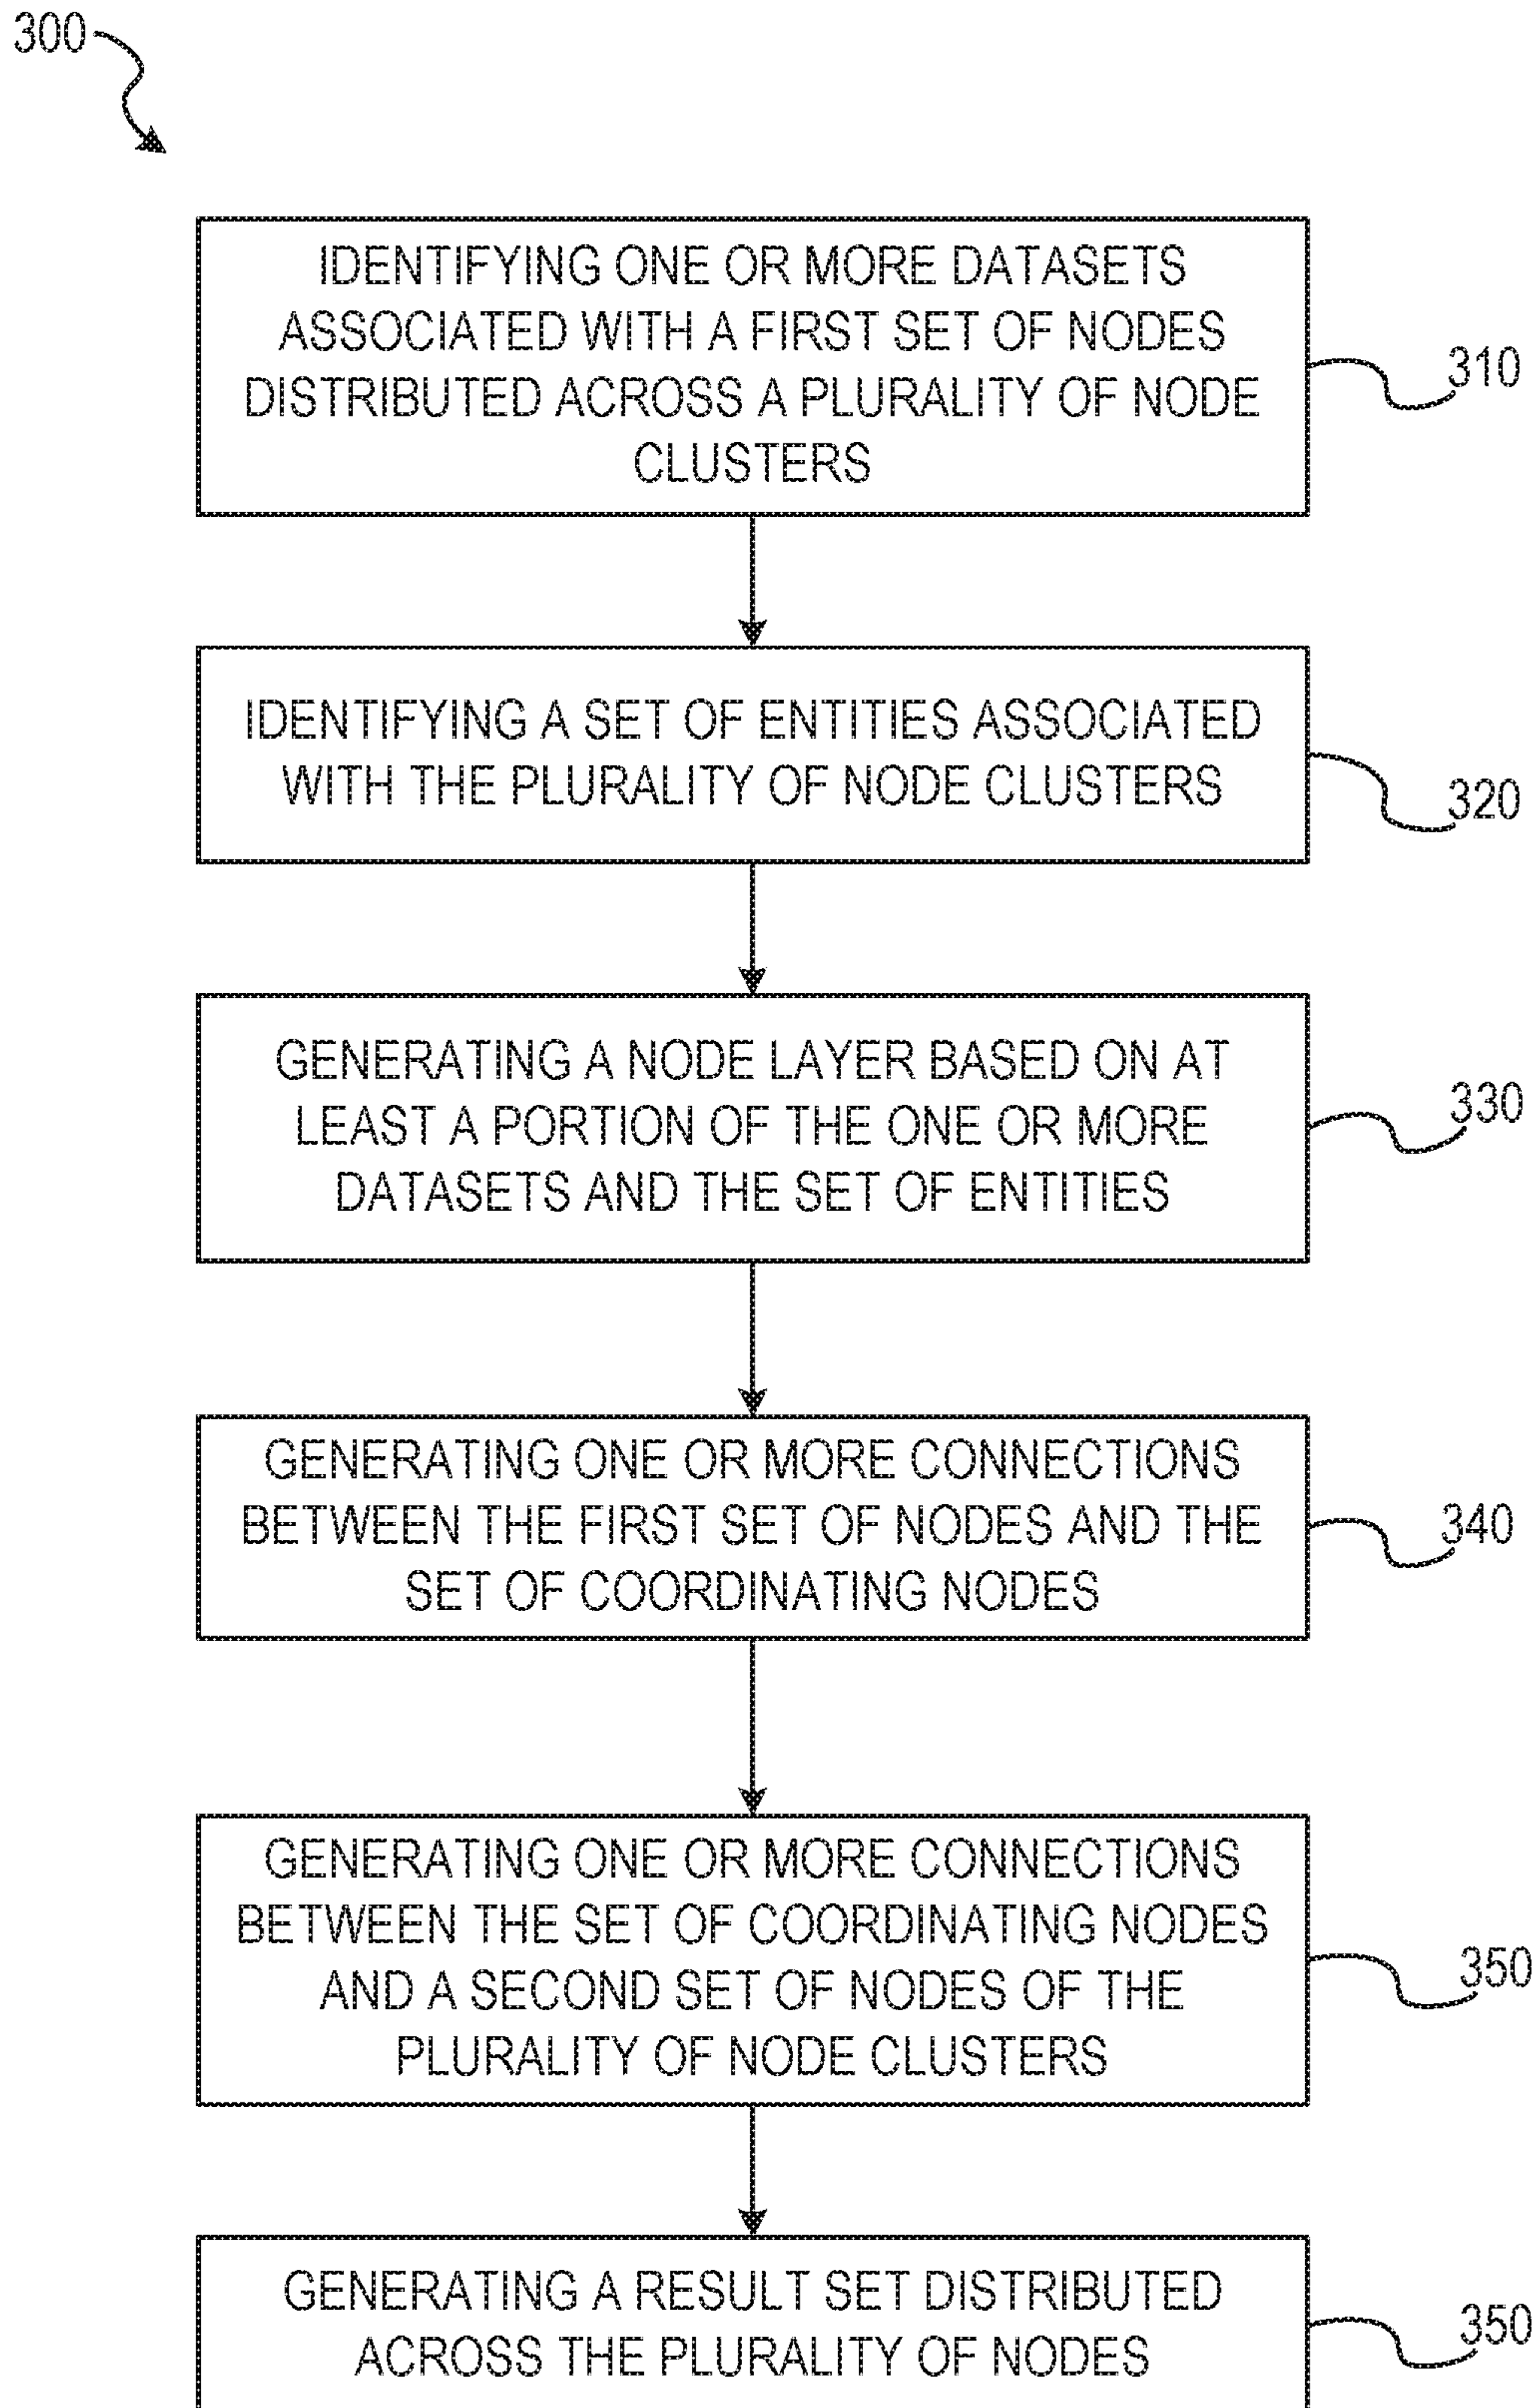 300
IDENTIFYING ONE OR MORE DATASETS
ASSOCIATED WITH A FIRST SET OF NODES
DISTRIBUTED ACROSS A PLURALITY OF NODE
CLUSTERS
310
IDENTIFYING A SET OF ENTITIES ASSOCIATED
WITH THE PLURALITY OF NODE CLUSTERS
320
GENERATING A NODE LAYER BASED ON AT
LEAST A PORTION OF THE ONE OR MORE
DATASETS AND THE SET OF ENTITIES
330
GENERATING ONE OR MORE CONNECTIONS
BETWEEN THE FIRST SET OF NODES AND THE
SET OF COORDINATING NODES
340
GENERATING ONE OR MORE CONNECTIONS
BETWEEN THE SET OF COORDINATING NODES
AND A SECOND SET OF NODES OF THE
PLURALITY OF NODE CLUSTERS
350
GENERATING A RESULT SET DISTRIBUTED
ACROSS THE PLURALITY OF NODES
350